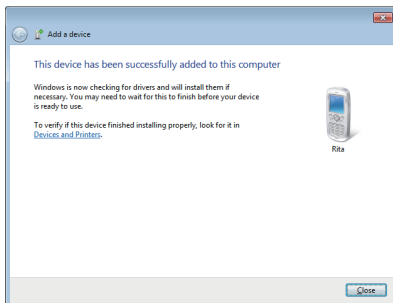 Add a device
This device has been successfully added to this computer
Windows is now checking for drivers and will install them if
necessary. You may need to wait for this to finish before your device
is ready to use.
To verify if this device finished installing properly, look for it in
Devices and Printers.
Rita
Close